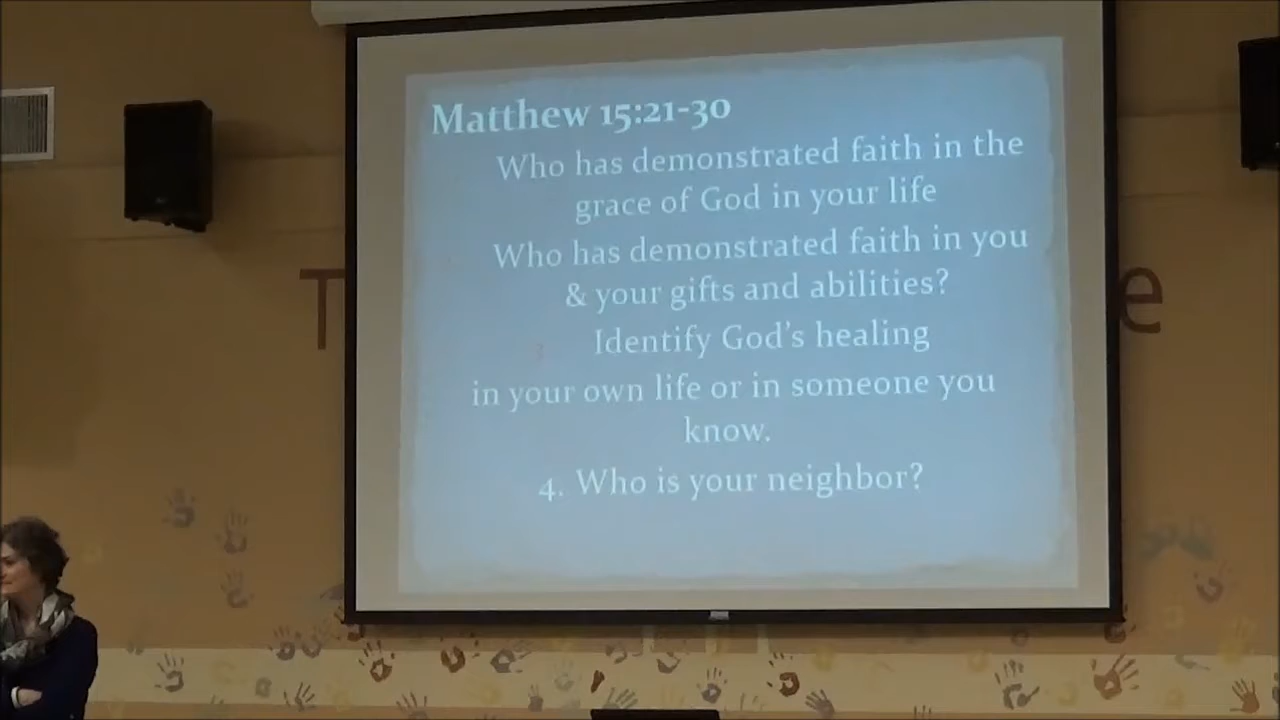 Matthew 15:21-30
Who has demonstrated faith in the
grace of God in your life
Who has demonstrated faith in you
& your gifts and abilities?
Identify God's healing
in your own life or in someone you
know.
4. Who is your neighbor?
T
e